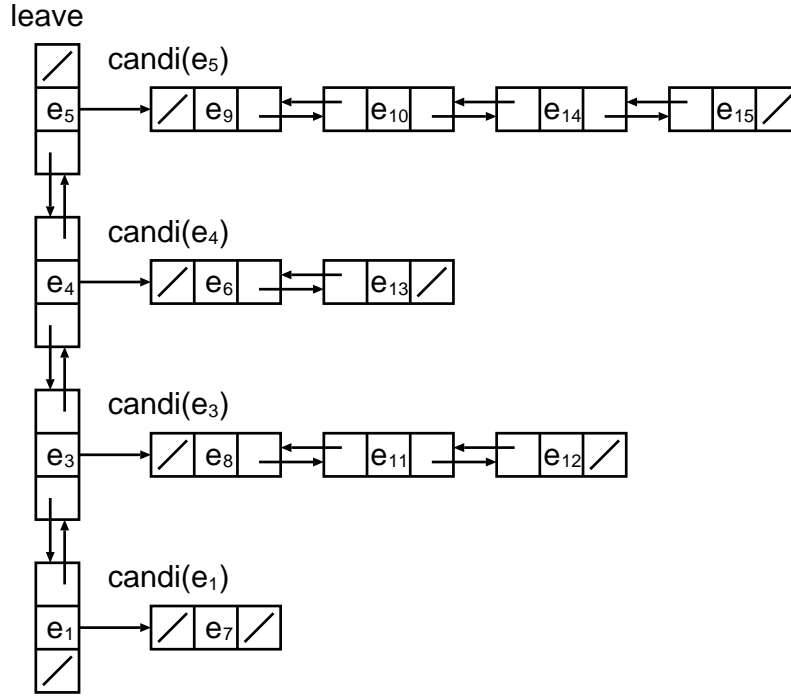 leave
candi(e₅)
e₅ e₉ e₁₀ e₁₄ e₁₅
candi(e₄)
e₄ e₆ e₁₃
candi(e₃)
e₃ e₈ e₁₁ e₁₂
candi(e₁)
e₁ e₇